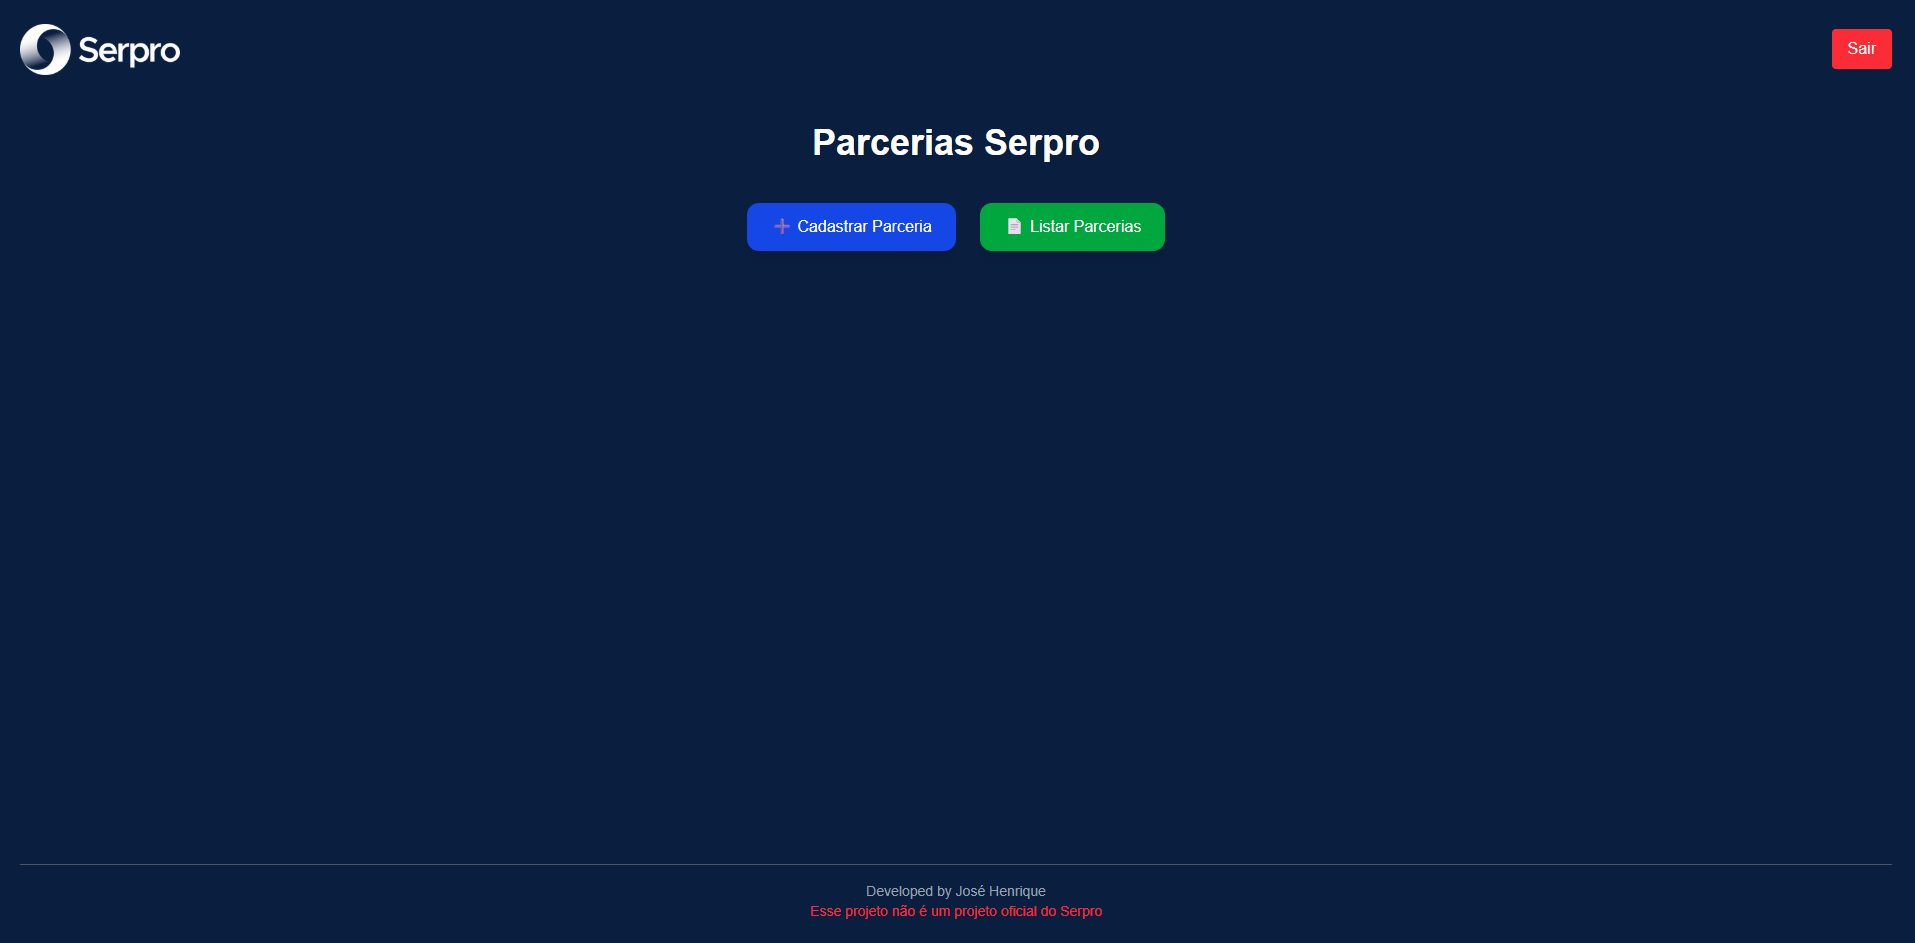 Serpro
Sair
Parcerias Serpro
Cadastrar Parceria
Listar Parcerias
Developed by José Henrique
Esse projeto não é um projeto oficial do Serpro